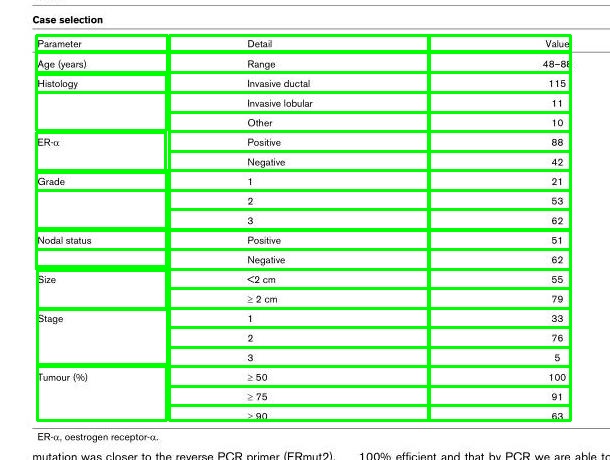 Case selection
Parameter Detail Value
Age (years) Range 48–88
Histology Invasive ductal 115
Invasive lobular 11
Other 10
ER-α Positive 88
Negative 42
Grade 1 21
2 53
3 62
Nodal status Positive 51
Negative 62
Size <2 cm 55
≥ 2 cm 79
Stage 1 33
2 76
3 5
Tumour (%) ≥ 50 100
≥ 75 91
≥ 90 63
ER-α, oestrogen receptor-α.
mutation was closer to the reverse PCR primer (ERmut2). 100% efficient and that by PCR we are able to